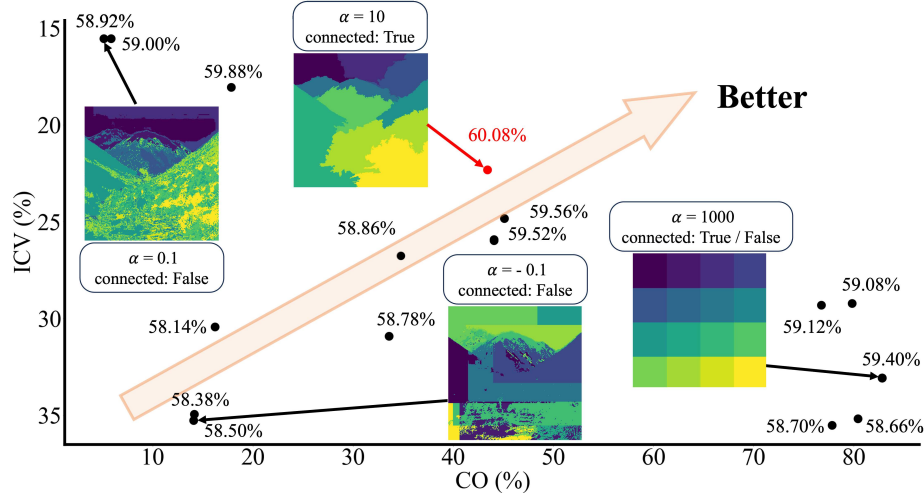 15
58.92%
59.00%
59.88%
α = 10
connected: True
Better
20
60.08%
ICV (%)
25
58.86%
59.56%
59.52%
α = 1000
connected: True / False
α = 0.1
connected: False
α = - 0.1
connected: False
30
58.14%
58.78%
59.08%
59.12%
59.40%
58.38%
35
58.50%
58.70%
58.66%
10
20
30
40
50
60
70
80
CO (%)